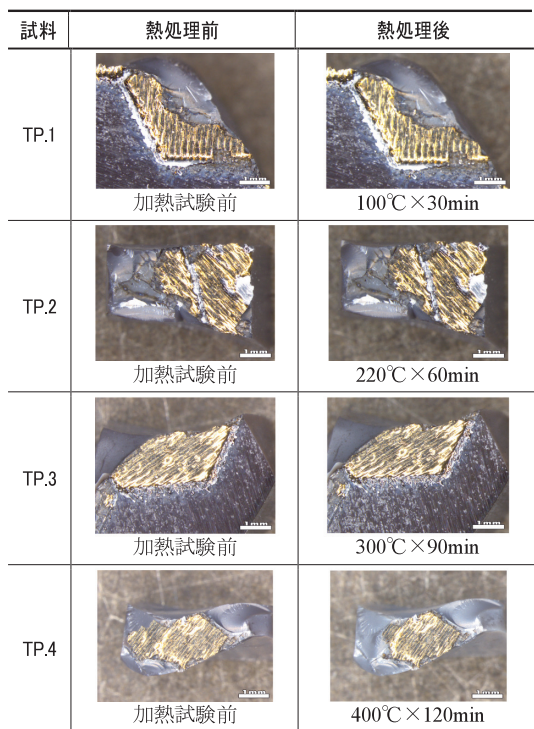 試料 熱処理前 熱処理後
1mm 1mm
TP.1
加熱試験前 100℃×30min
1mm 1mm
TP.2
加熱試験前 220℃×60min
1mm 1mm
TP.3
加熱試験前 300℃×90min
1mm 1mm
TP.4
加熱試験前 400℃×120min